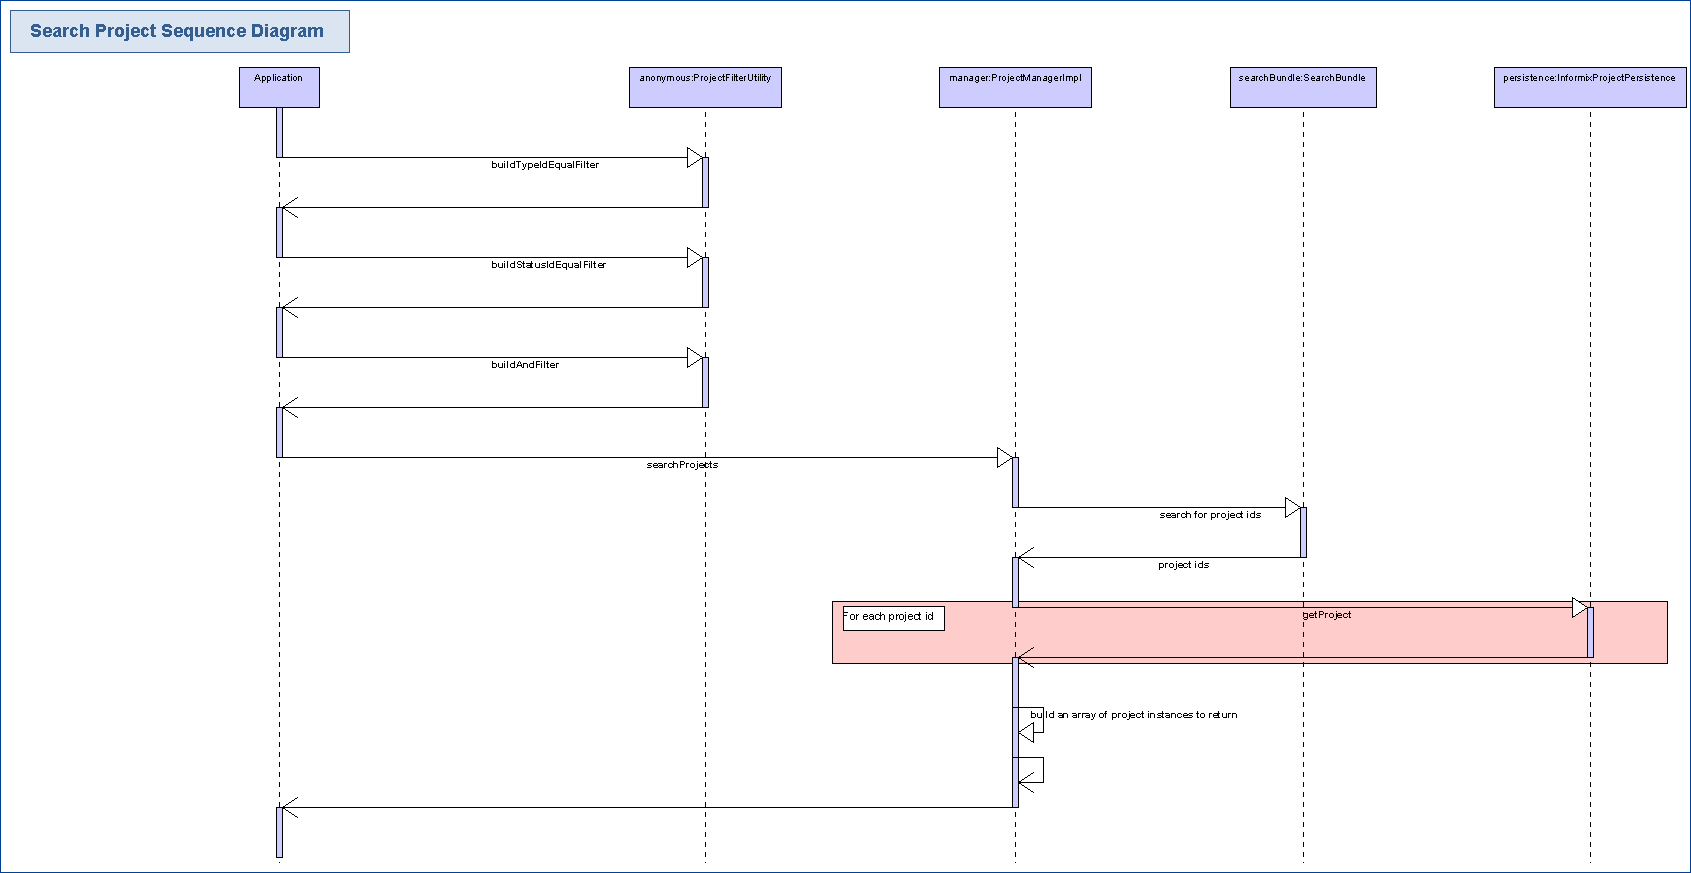 Search Project Sequence Diagram
Application
anonymous:ProjectFilterUtility
manager:ProjectManagerImpl
searchBundle:SearchBundle
persistence:InformixProjectPersistence
buildTypeIdEqualFilter
buildStatusIdEqualFilter
buildAndFilter
searchProjects
search for project ids
project ids
For each project id
getProject
build an array of project instances to return